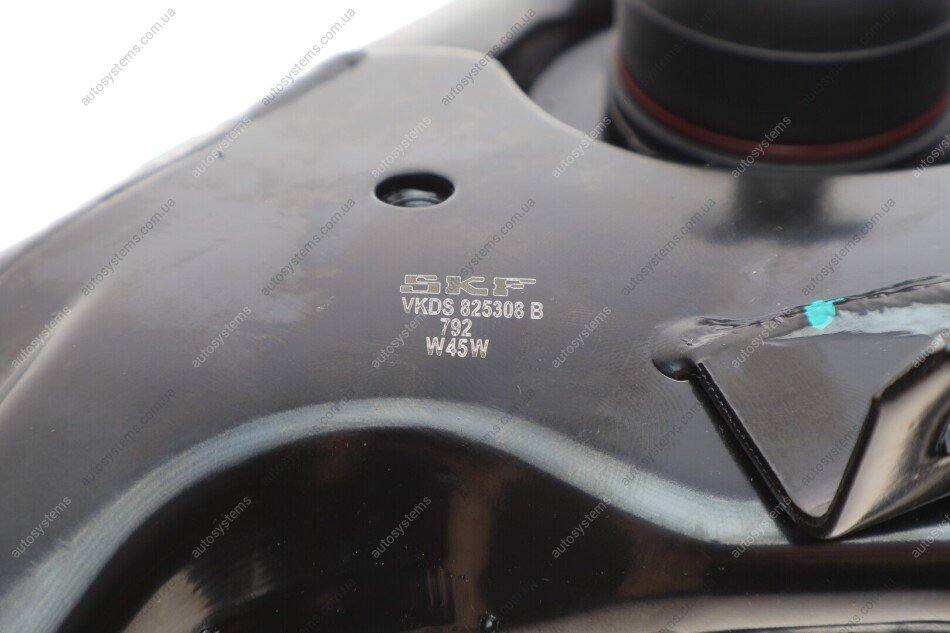 SKF
VKDS 825308 B
792
W45W
autosystems.com.ua